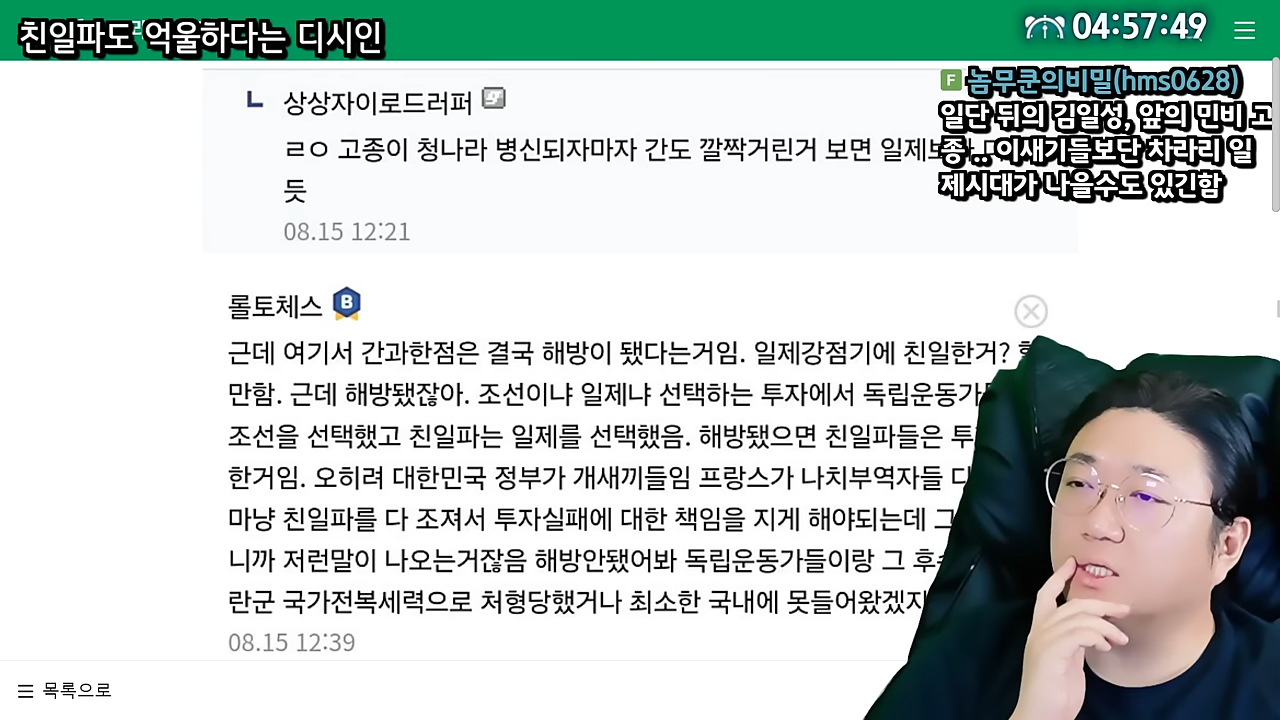 친일파도 억울하다는 디시인
04:57:49
F 놈무쿤의비밀(hms0628)
일단 뒤의 김일성, 앞의 민비 고
종 .. 이새기들보단 차라리 일
제시대가 나을수도 있긴함
상상자이로드러퍼
ㄹㅇ 고종이 청나라 병신되자마자 간도 깔짝거린거 보면
듯
08.15 12:21
롤토체스 B
근데 여기서 간과한점은 결국 해방이 됐다는거임. 일제강점기에 친일한거?
만함. 근데 해방됐잖아. 조선이냐 일제냐 선택하는 투자에서 독립운동가
조선을 선택했고 친일파는 일제를 선택했음. 해방됐으면 친일파들은
한거임. 오히려 대한민국 정부가 개새끼들임 프랑스가 나치부역자들
마냥 친일파를 다 조져서 투자실패에 대한 책임을 지게 해야되는데
니까 저런말이 나오는거잖음 해방안됐어봐 독립운동가들이랑 그
란군 국가전복세력으로 처형당했거나 최소한 국내에 못들어왔겠지
08.15 12:39
목록으로